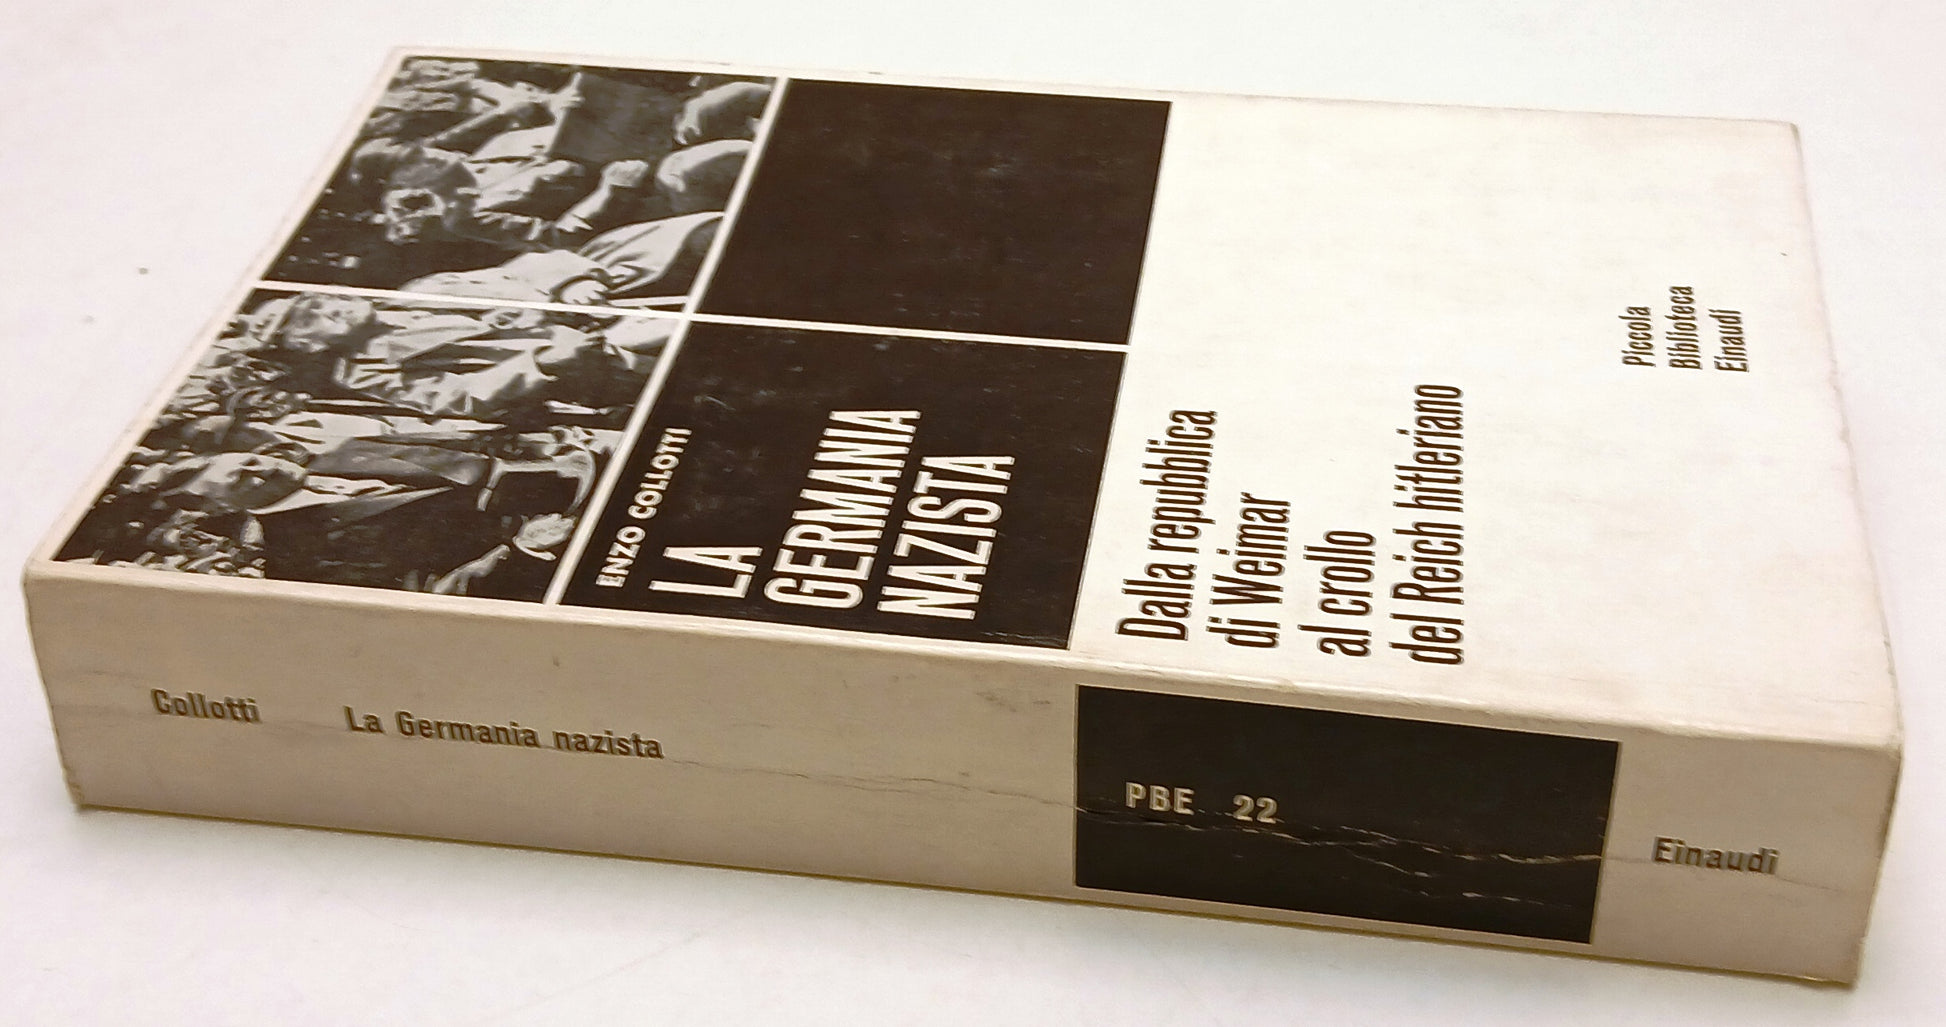 ENZO COLLOTTI
LA
GERMANIA
NAZISTA
Dalla repubblica
di Weimar
al crollo
del Reich hitleriano
Piccola
Biblioteca
Einaudi
Collotti La Germania nazista
PBE 22
Einaudi